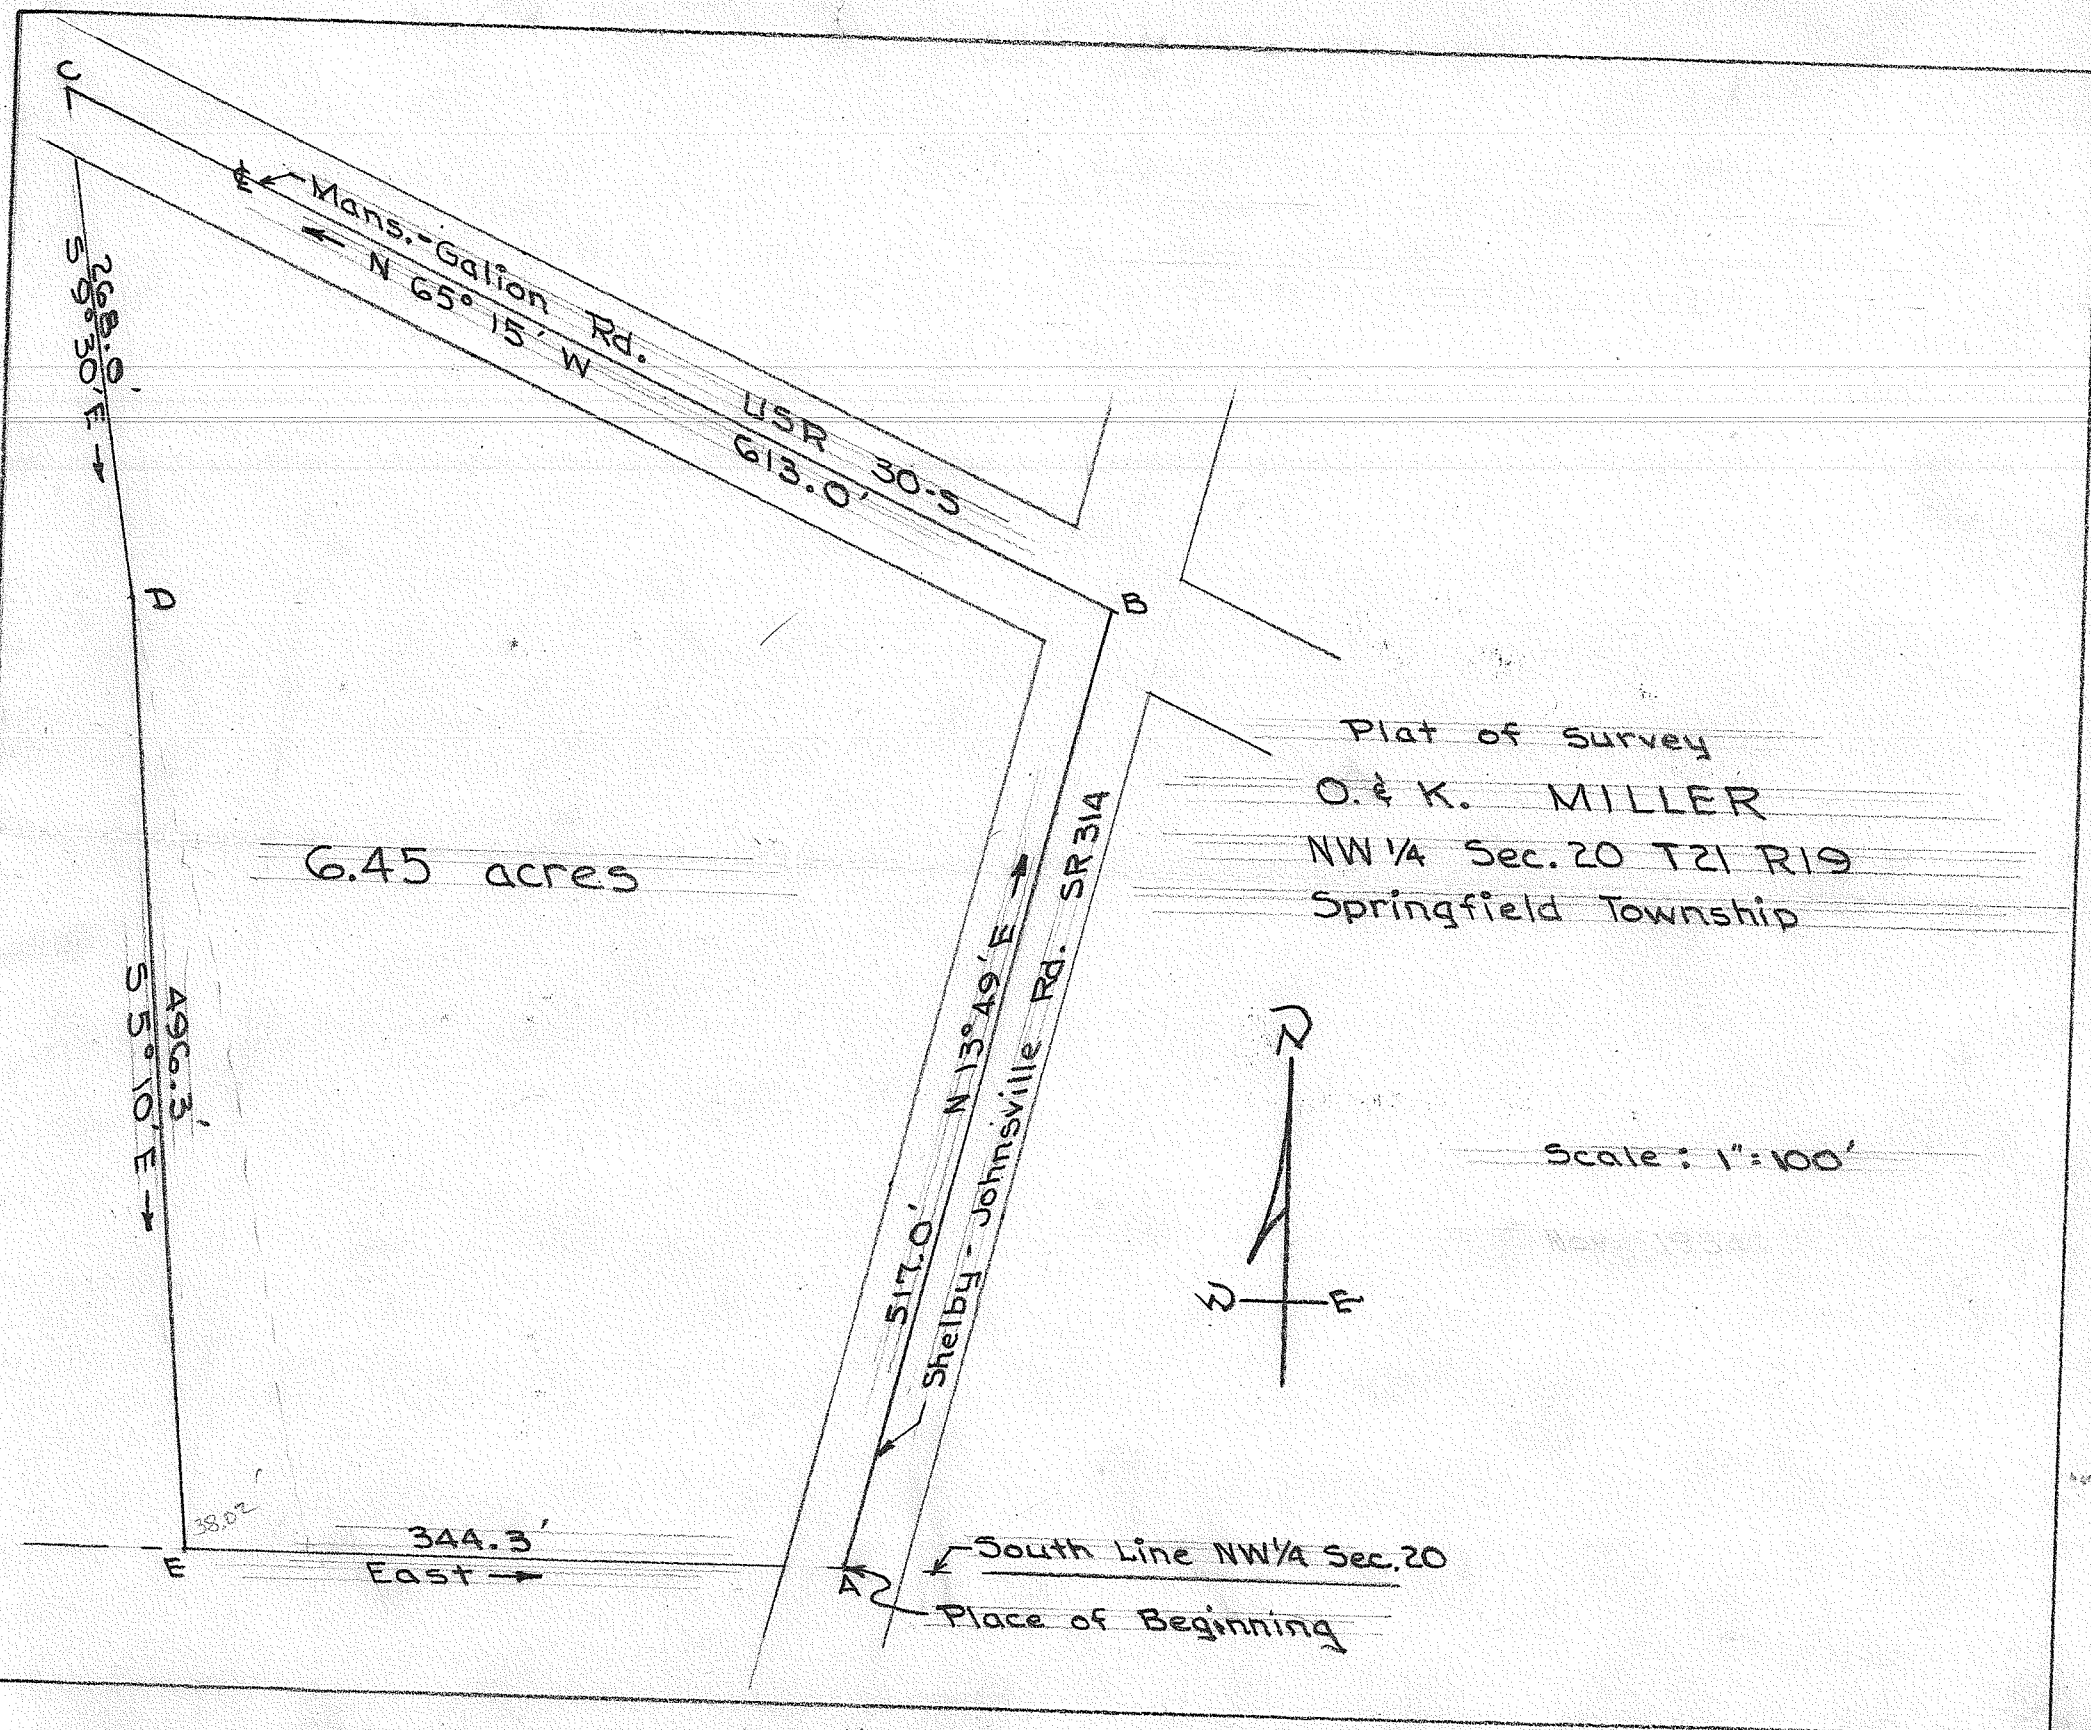 C
℄
Mans.-Galion Rd. USR 30-S
N 65° 15' W 613.0'
268.0'
S 9° 30' E
D
B
Plat of Survey
O. & K. MILLER
NW 1/4 Sec. 20 T21 R19
Springfield Township
6.45 acres
496.3'
S 5° 10' E
517.0' N 13° 49' E
Shelby - Johnsville Rd. SR 314
N
W E
Scale: 1"=100'
38.02'
344.3'
East
E
A
South Line NW 1/4 Sec. 20
Place of Beginning